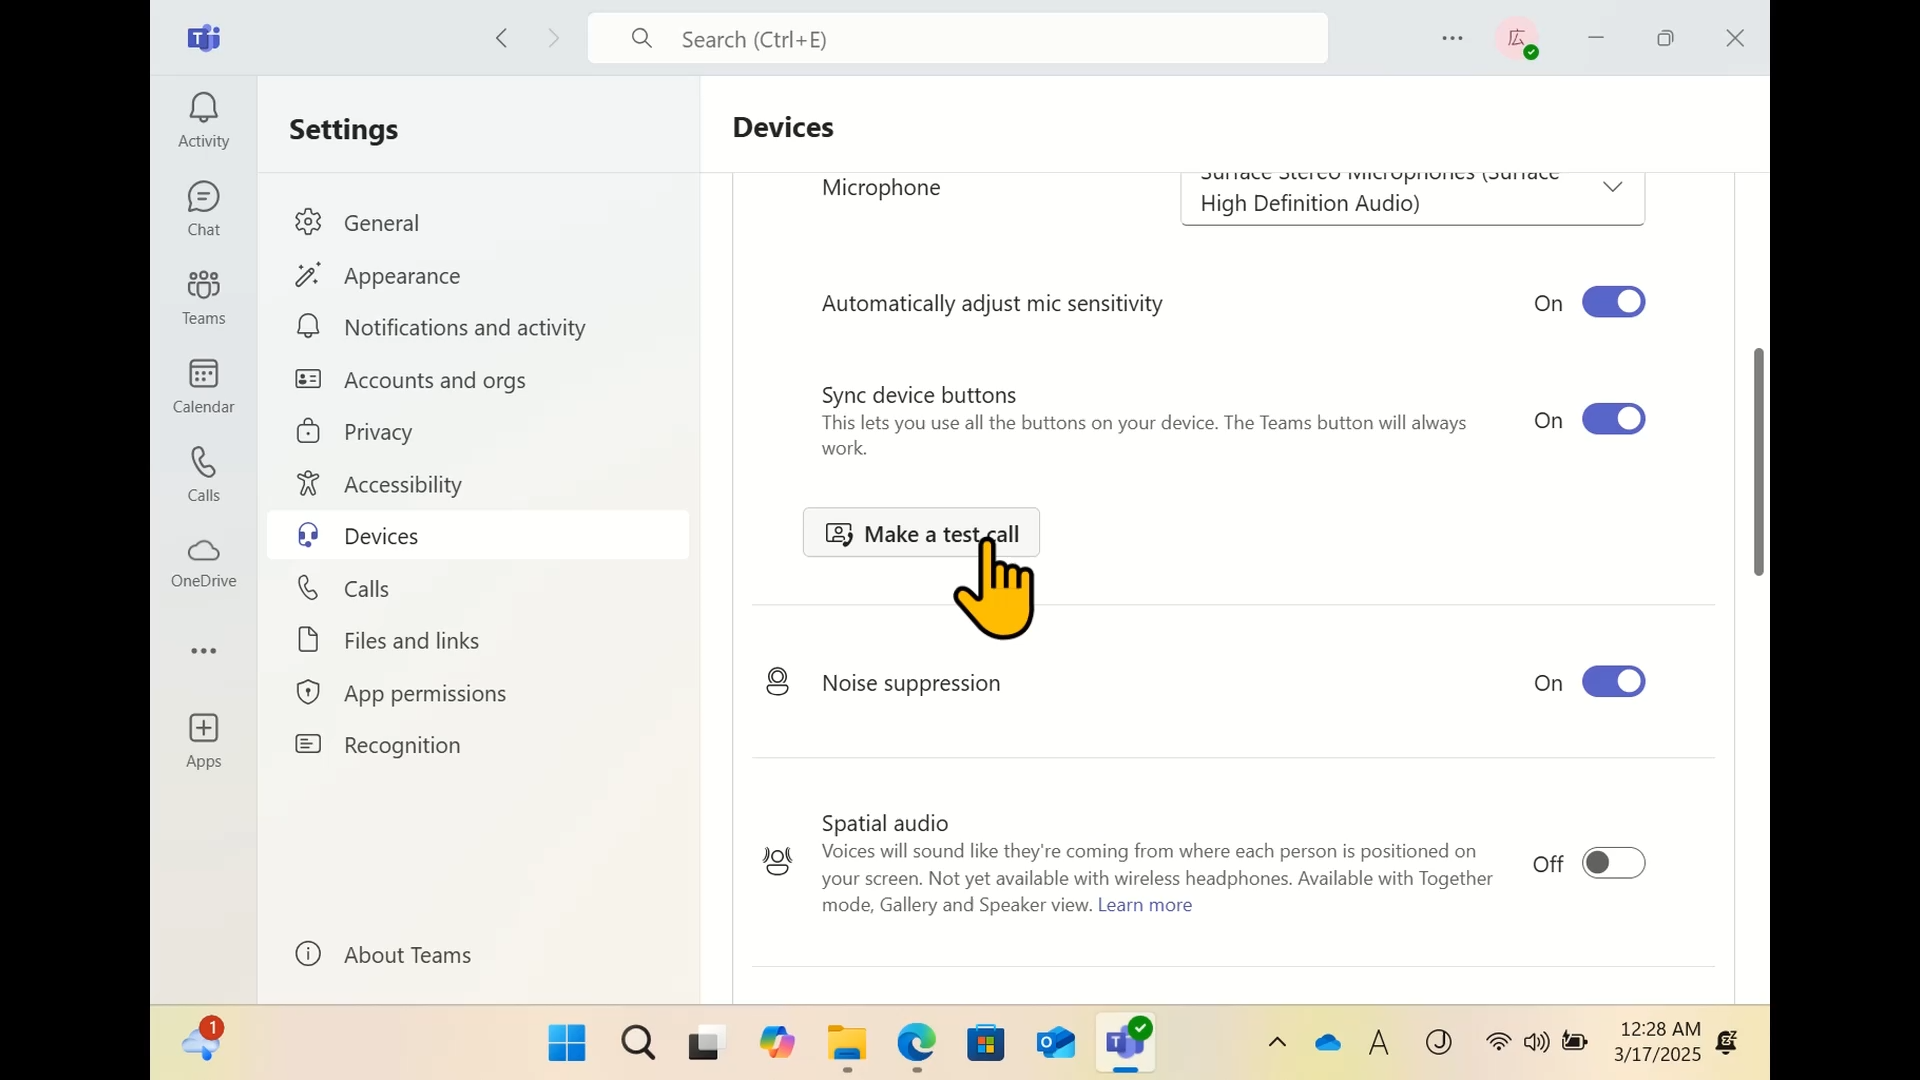 Search (Ctrl+E)
広
Activity
Chat
Teams
Calendar
Calls
OneDrive
Apps
Settings
General
Appearance
Notifications and activity
Accounts and orgs
Privacy
Accessibility
Devices
Calls
Files and links
App permissions
Recognition
About Teams
Devices
Microphone
Surface Stereo Microphones (Surface
High Definition Audio)
Automatically adjust mic sensitivity
On
Sync device buttons
This lets you use all the buttons on your device. The Teams button will always
work.
On
Make a test call
Noise suppression
On
Spatial audio
Voices will sound like they're coming from where each person is positioned on
your screen. Not yet available with wireless headphones. Available with Together
mode, Gallery and Speaker view. Learn more
Off
1
A
J
12:28 AM
3/17/2025